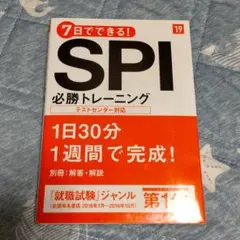 7日でできる!
'19
SPI
必勝トレーニング
テストセンター対応
1日30分
1週間で完成!
別冊:解答・解説
『就職試験』ジャンル
第1